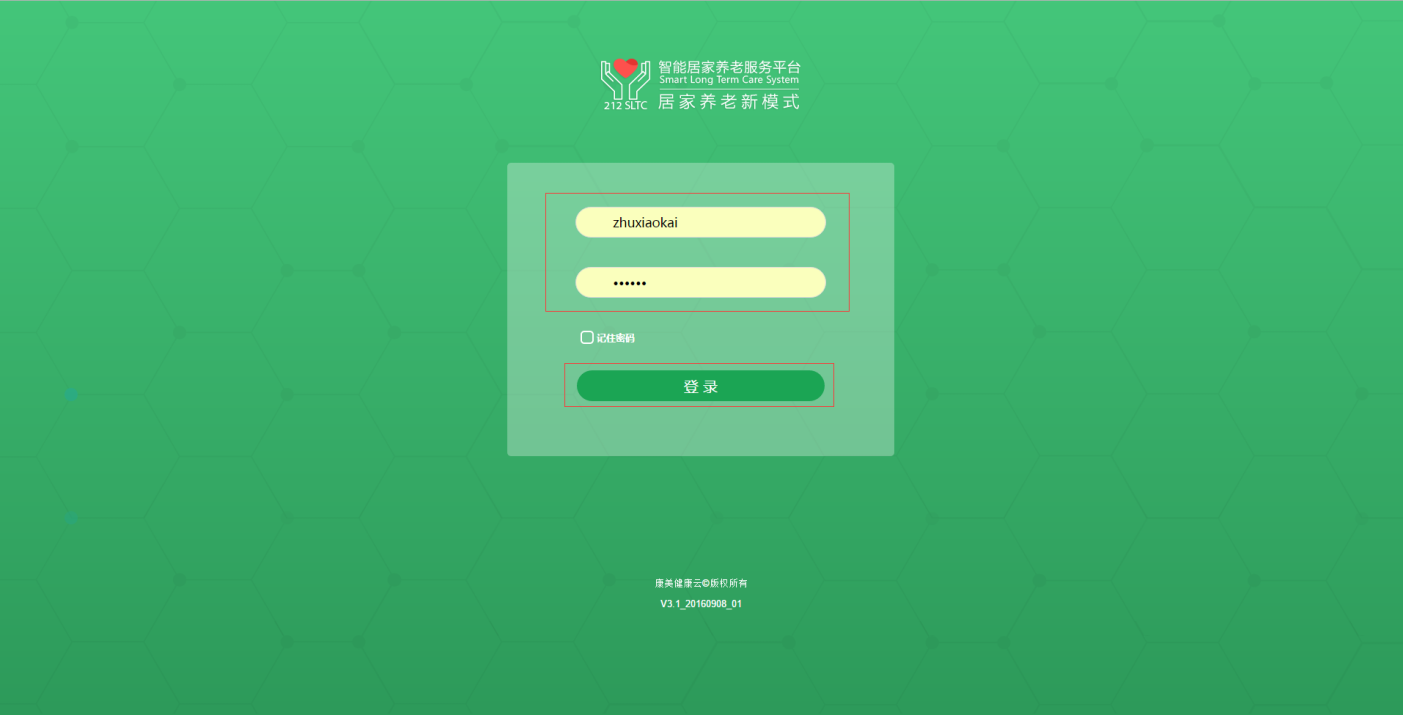 智能居家养老服务平台
Smart Long Term Care System
212 SLTC
居家养老新模式
zhuxiaokai
••••••
记住密码
登录
康美健康云©版权所有
V3.1_20160908_01